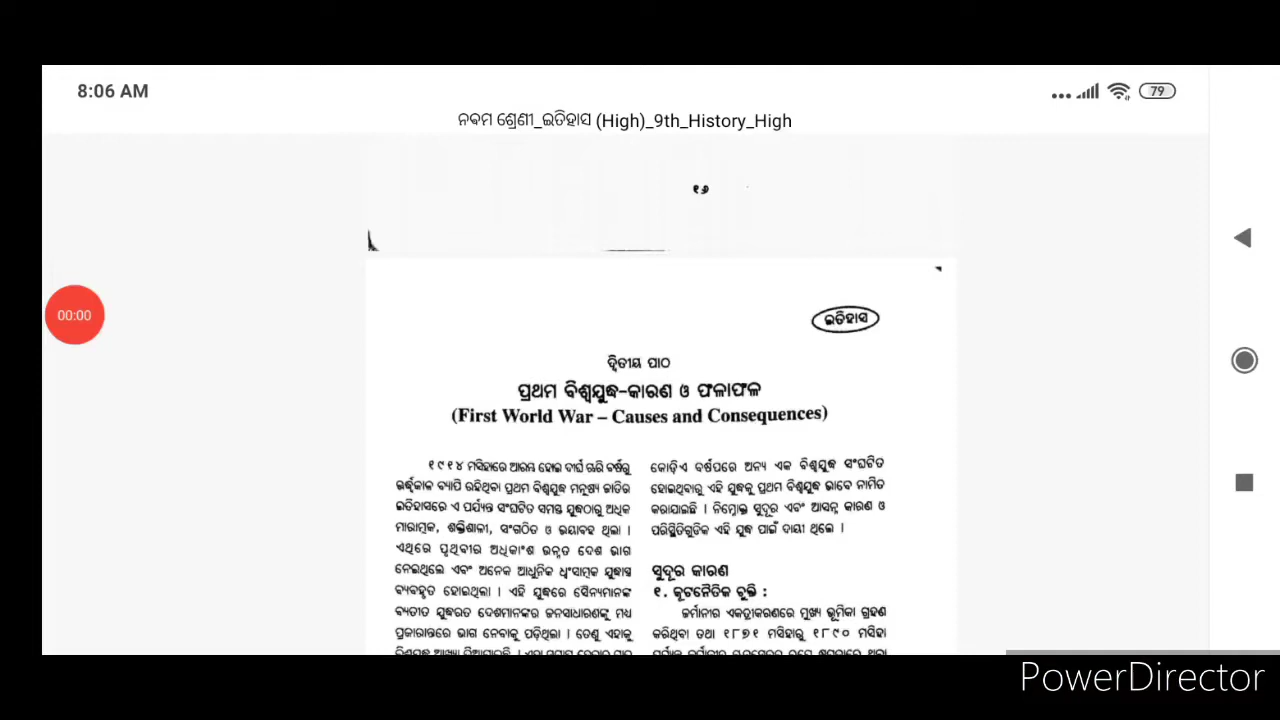 8:06 AM
79
ନବମ ଶ୍ରେଣୀ_ଇତିହାସ (High)_9th_History_High
୧୬
00:00
ଇତିହାସ
ଦ୍ୱିତୀୟ ପାଠ
ପ୍ରଥମ ବିଶ୍ୱଯୁଦ୍ଧ-କାରଣ ଓ ଫଳାଫଳ
(First World War – Causes and Consequences)
୧୯୧୪ ମସିହାରେ ଆରମ୍ଭ ହୋଇ ଦୀର୍ଘ ଚାରି ବର୍ଷରୁ
ଊର୍ଦ୍ଧ୍ୱକାଳ ବ୍ୟାପି ରହିଥିବା ପ୍ରଥମ ବିଶ୍ୱଯୁଦ୍ଧ ମନୁଷ୍ୟ ଜାତିର
ଇତିହାସରେ ଏ ପର୍ଯ୍ୟନ୍ତ ସଂଘଟିତ ସମସ୍ତ ଯୁଦ୍ଧଠାରୁ ଅଧିକ
ମାରାତ୍ମକ, ଶକ୍ତିଶାଳୀ, ସଂଗଠିତ ଓ ଭୟାବହ ଥିଲା ।
ଏଥିରେ ପୃଥିବୀର ଅଧିକାଂଶ ଉନ୍ନତ ଦେଶ ଭାଗ
ନେଇଥିଲେ ଏବଂ ଅନେକ ଆଧୁନିକ ଧ୍ୱଂସାତ୍ମକ ଯୁଦ୍ଧାସ୍ତ୍ର
ବ୍ୟବହୃତ ହୋଇଥିଲା । ଏହି ଯୁଦ୍ଧରେ ସୈନ୍ୟମାନଙ୍କ
ବ୍ୟତୀତ ଯୁଦ୍ଧରତ ଦେଶମାନଙ୍କର ଜନସାଧାରଣଙ୍କୁ ମଧ୍ୟ
ପ୍ରକାରାନ୍ତରେ ଭାଗ ନେବାକୁ ପଡ଼ିଥିଲା । ତେଣୁ ଏହାକୁ
କୋଡ଼ିଏ ବର୍ଷପରେ ଅନ୍ୟ ଏକ ବିଶ୍ୱଯୁଦ୍ଧ ସଂଘଟିତ
ହୋଇଥିବାରୁ ଏହି ଯୁଦ୍ଧକୁ ପ୍ରଥମ ବିଶ୍ୱଯୁଦ୍ଧ ଭାବେ ନାମିତ
କରାଯାଇଛି । ନିମ୍ନୋକ୍ତ ସୁଦୂର ଏବଂ ଆସନ୍ନ କାରଣ ଓ
ପରିସ୍ଥିତିଗୁଡ଼ିକ ଏହି ଯୁଦ୍ଧ ପାଇଁ ଦାୟୀ ଥିଲେ ।
ସୁଦୂର କାରଣ
୧. କୂଟନୈତିକ ଚୁକ୍ତି :
ଜର୍ମାନୀର ଏକତ୍ରୀକରଣରେ ମୁଖ୍ୟ ଭୂମିକା ଗ୍ରହଣ
କରିଥିବା ତଥା ୧୮୭୧ ମସିହାରୁ ୧୮୯୦ ମସିହା
PowerDirector